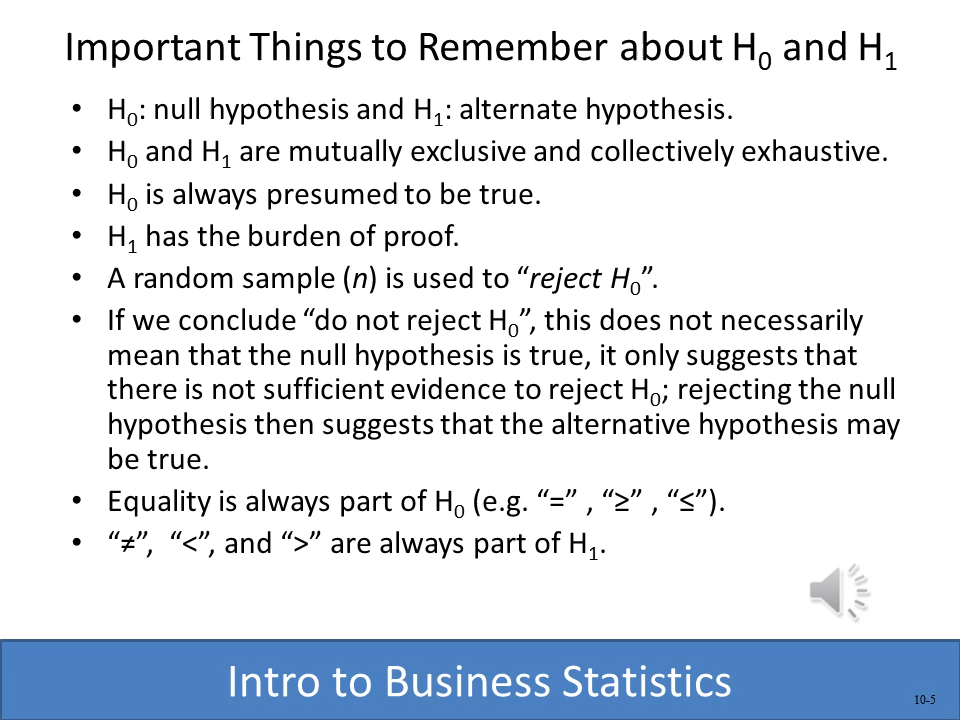 Important Things to Remember about H₀ and H₁
• H₀: null hypothesis and H₁: alternate hypothesis.
• H₀ and H₁ are mutually exclusive and collectively exhaustive.
• H₀ is always presumed to be true.
• H₁ has the burden of proof.
• A random sample (n) is used to “reject H₀”.
• If we conclude “do not reject H₀”, this does not necessarily
mean that the null hypothesis is true, it only suggests that
there is not sufficient evidence to reject H₀; rejecting the null
hypothesis then suggests that the alternative hypothesis may
be true.
• Equality is always part of H₀ (e.g. “=” , “≥” , “≤”).
• “≠”, “<”, and “>” are always part of H₁.
Intro to Business Statistics
10-5